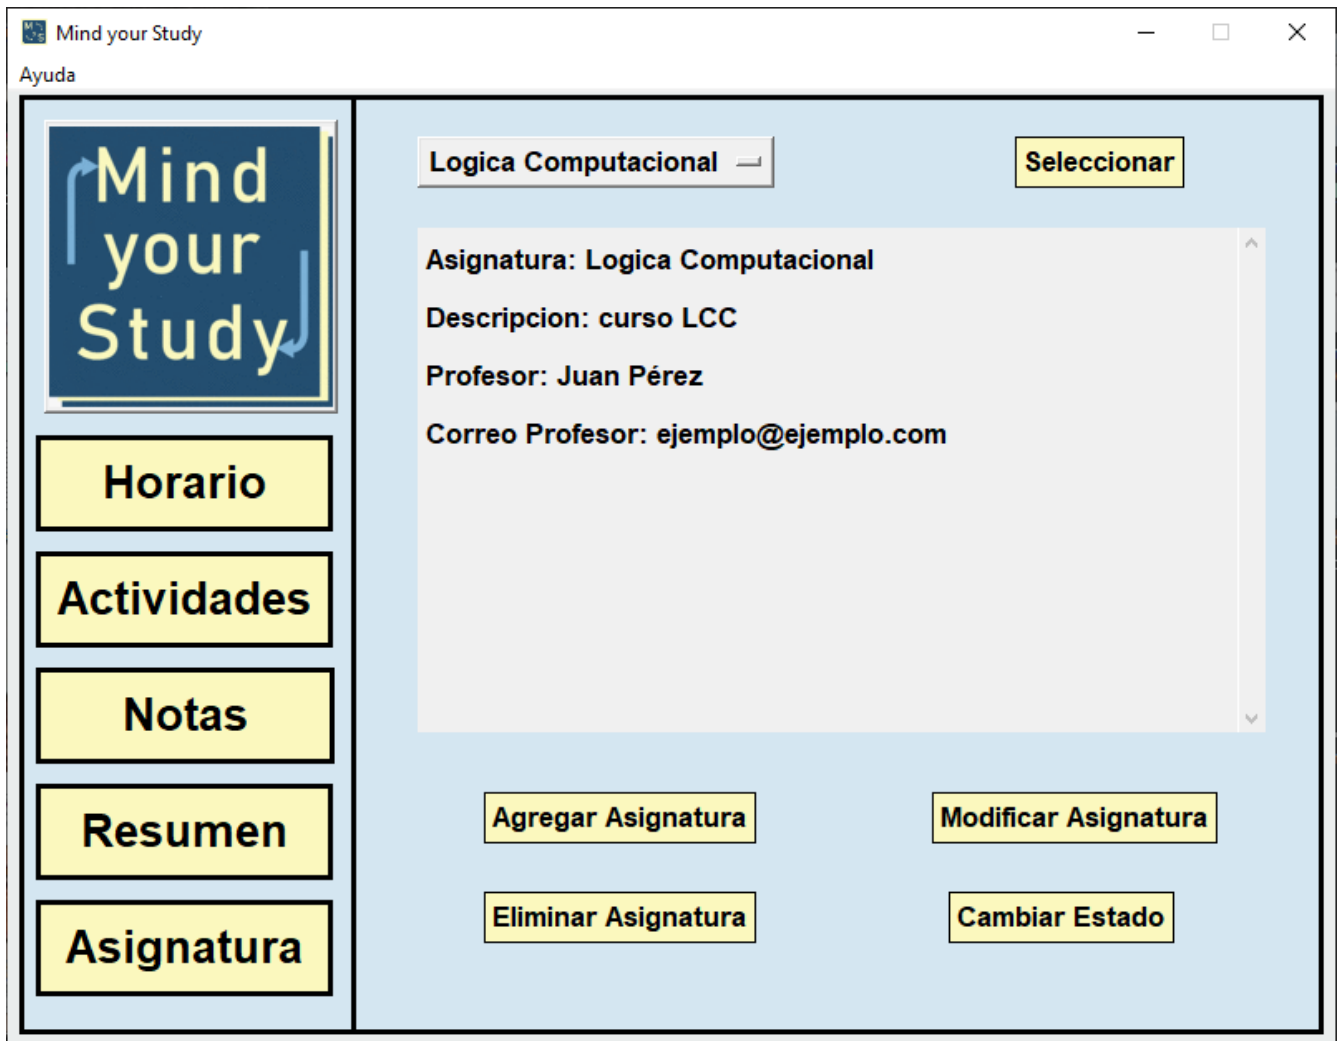 Mind your Study
Ayuda
Mind
your
Study
Horario
Actividades
Notas
Resumen
Asignatura
Logica Computacional
Seleccionar
Asignatura: Logica Computacional
Descripcion: curso LCC
Profesor: Juan Pérez
Correo Profesor: ejemplo@ejemplo.com
Agregar Asignatura
Modificar Asignatura
Eliminar Asignatura
Cambiar Estado